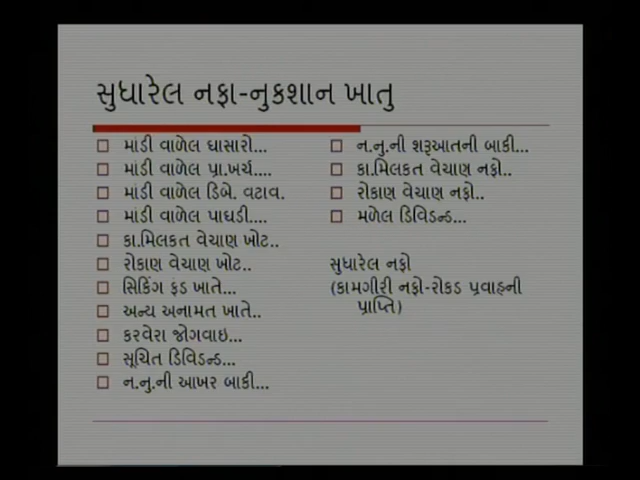 સુધારેલ નફા-નુકશાન ખાતુ
માંડી વાળેલ ઘાસારો...
માંડી વાળેલ પ્રા.ખર્ચ....
માંડી વાળેલ ડિબે. વટાવ.
માંડી વાળેલ પાઘડી....
કા.મિલકત વેચાણ ખોટ..
રોકાણ વેચાણ ખોટ..
સિકિંગ ફંડ ખાતે...
અન્ય અનામત ખાતે..
કરવેરા જોગવાઇ...
સૂચિત ડિવિડન્ડ...
ન.નુ.ની આખર બાકી...
ન.નુ.ની શરૂઆતની બાકી...
કા.મિલકત વેચાણ નફો..
રોકાણ વેચાણ નફો..
મળેલ ડિવિડન્ડ...
સુધારેલ નફો
(કામગીરી નફો-રોકડ પ્રવાહની
પ્રાપ્તિ)